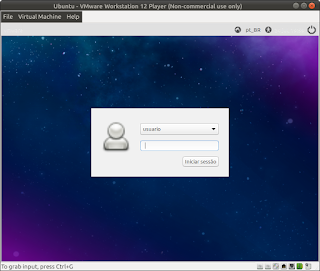 Ubuntu - VMware Workstation 12 Player (Non-commercial use only)
File Virtual Machine Help
pt_BR
usuario
Iniciar sessão
To grab input, press Ctrl+G